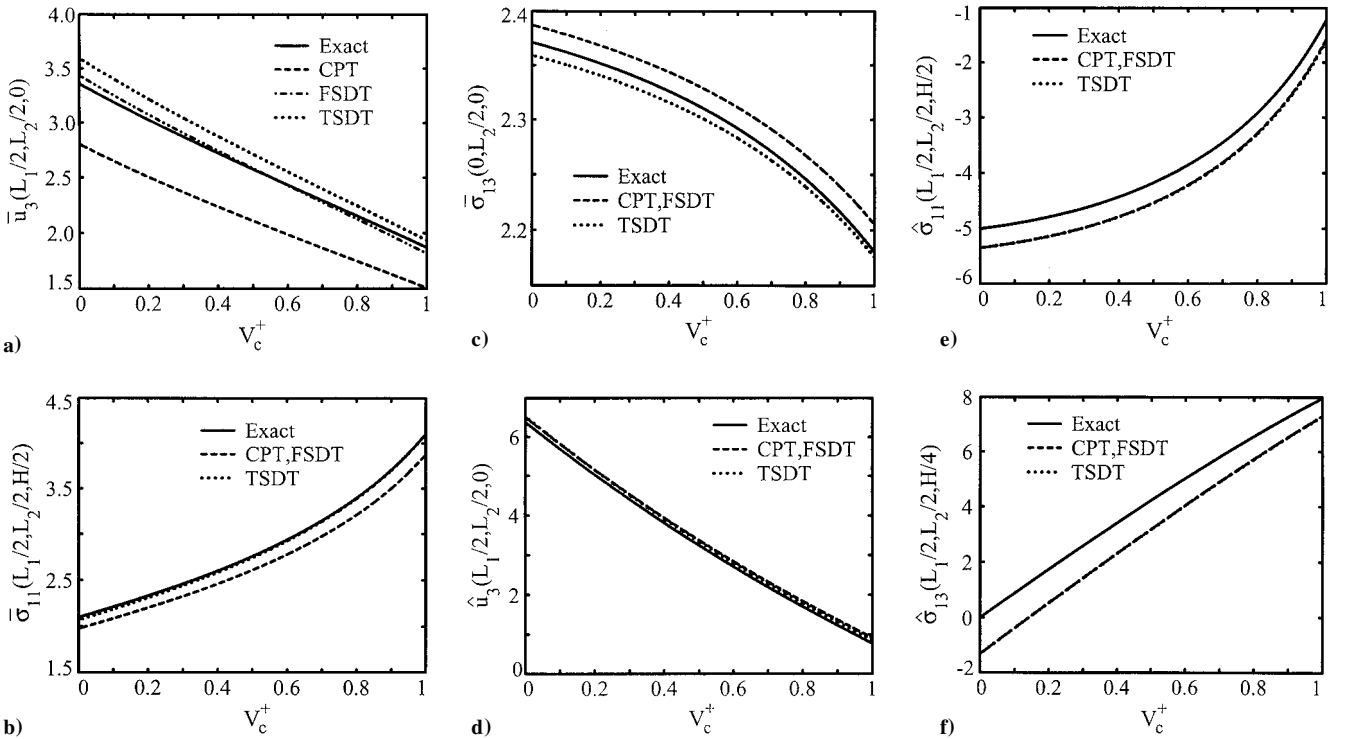 4.0
3.5
3.0
2.5
2.0
1.5
u̅₃(L₁/2,L₂/2,0)
Exact
CPT
FSDT
TSDT
0 0.2 0.4 0.6 0.8 1
V_c^+
a)
2.4
2.3
2.2
σ̅₁₃(0,L₂/2,0)
Exact
CPT,FSDT
TSDT
0 0.2 0.4 0.6 0.8 1
V_c^+
c)
-1
-2
-3
-4
-5
-6
σ̂₁₁(L₁/2,L₂/2,H/2)
Exact
CPT,FSDT
TSDT
0 0.2 0.4 0.6 0.8 1
V_c^+
e)
4.5
3.5
2.5
1.5
σ̅₁₁(L₁/2,L₂/2,H/2)
Exact
CPT,FSDT
TSDT
0 0.2 0.4 0.6 0.8 1
V_c^+
b)
6
4
2
0
û₃(L₁/2,L₂/2,0)
Exact
CPT,FSDT
TSDT
0 0.2 0.4 0.6 0.8 1
V_c^+
d)
8
6
4
2
0
-2
σ̂₁₃(L₁/2,L₂/2,H/4)
Exact
CPT,FSDT
TSDT
0 0.2 0.4 0.6 0.8 1
V_c^+
f)